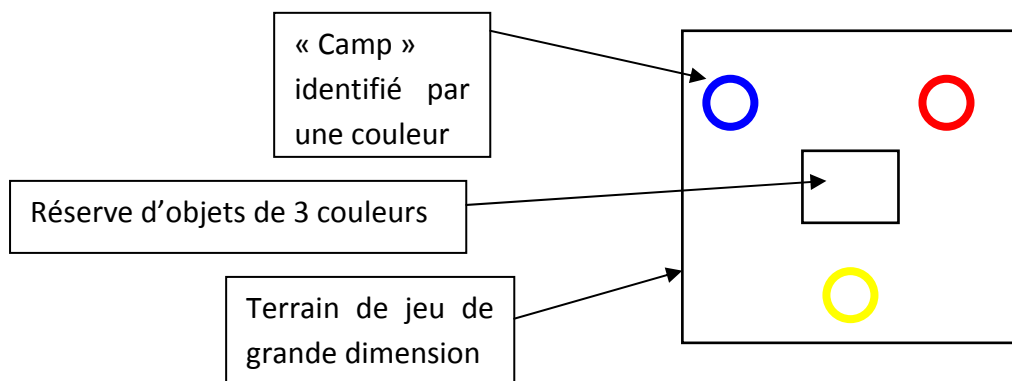 « Camp »
identifié par
une couleur
Réserve d’objets de 3 couleurs
Terrain de jeu de
grande dimension